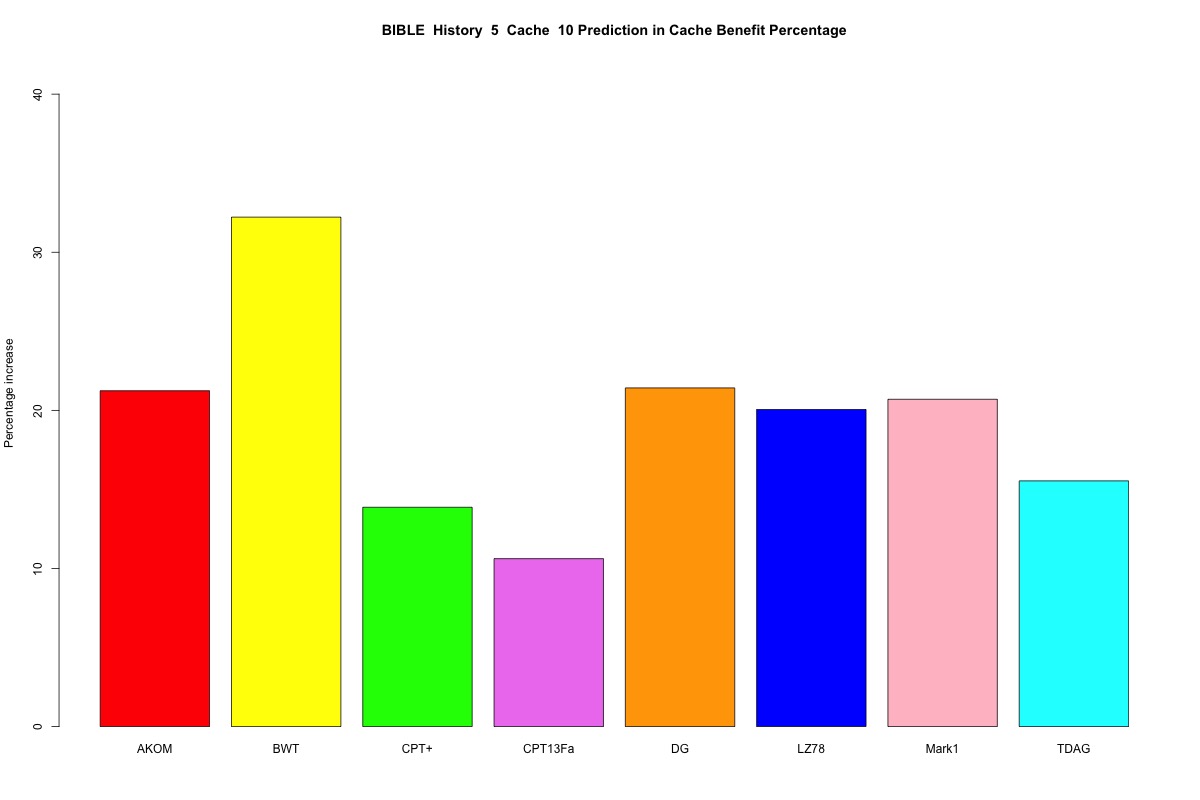 BIBLE  History  5  Cache  10 Prediction in Cache Benefit Percentage
Percentage increase
40
30
20
10
0
AKOM BWT CPT+ CPT13Fa DG LZ78 Mark1 TDAG